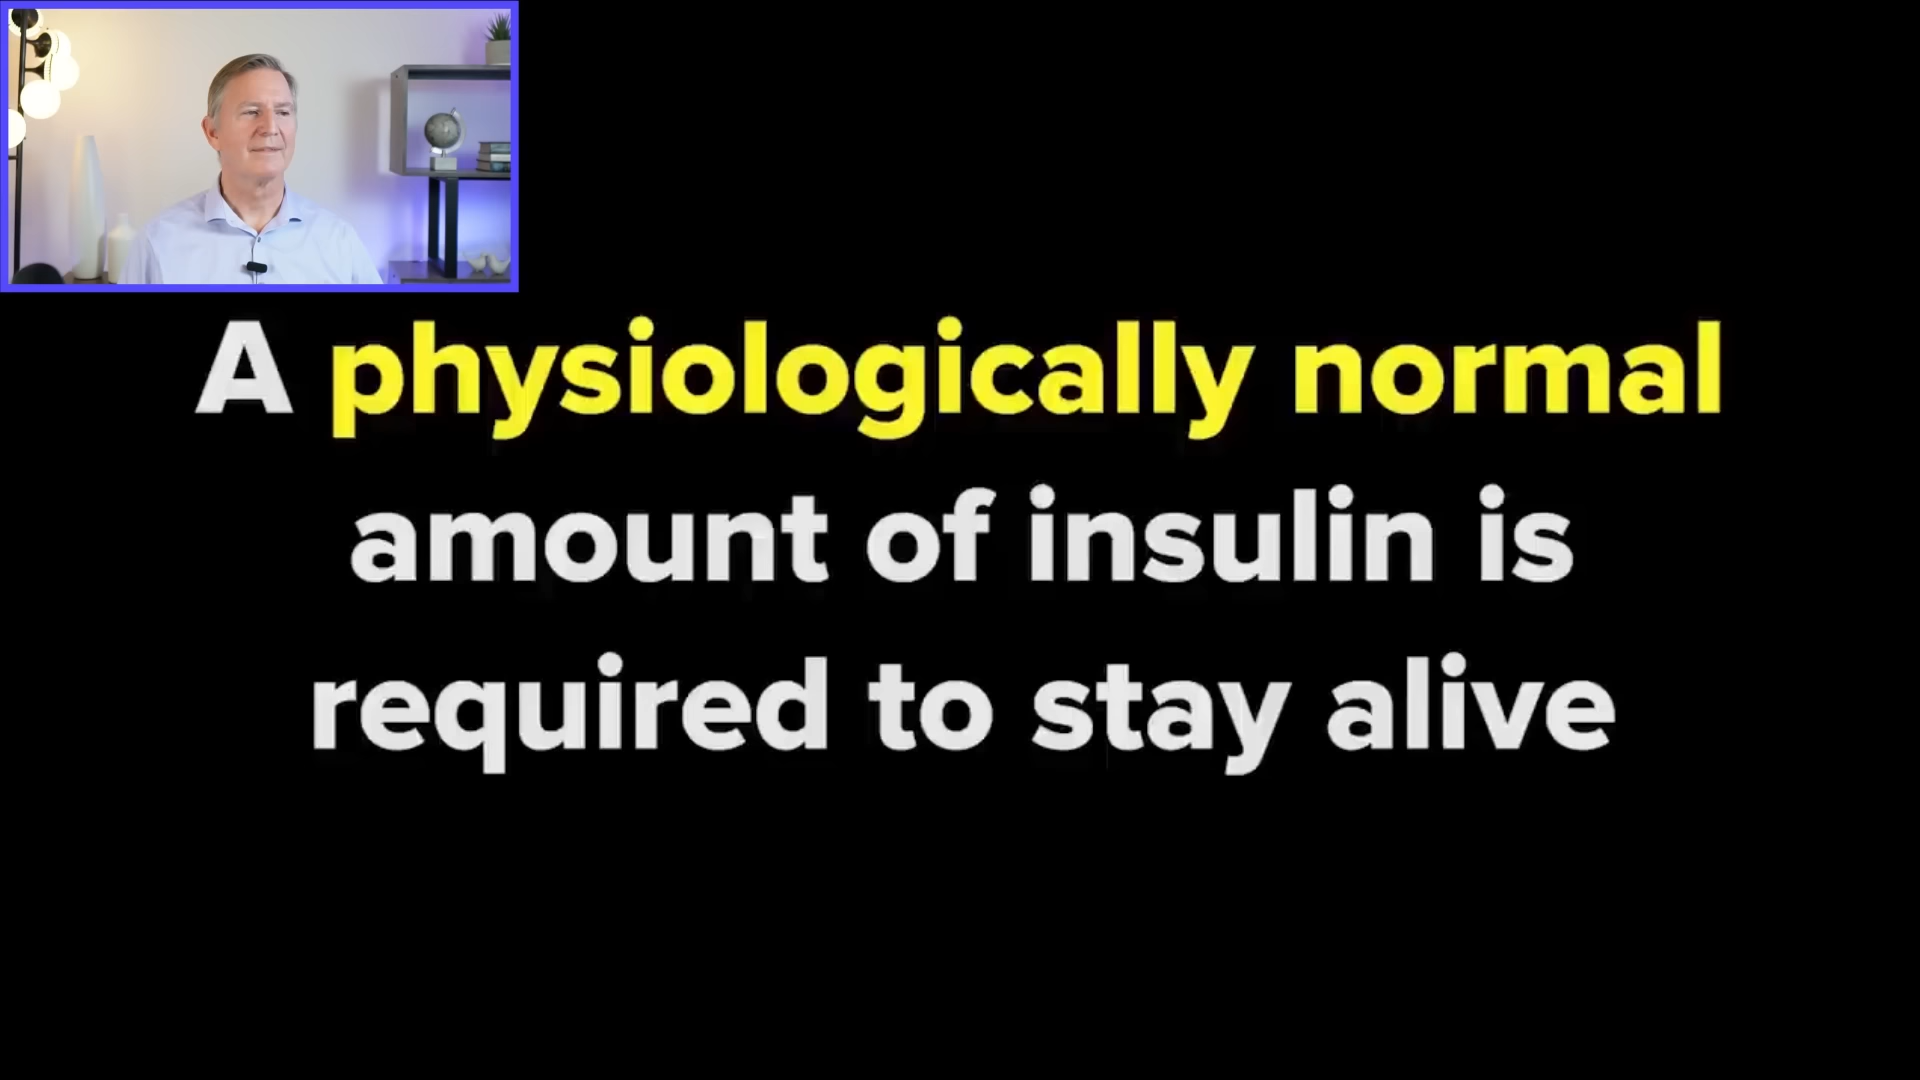 A physiologically normal
amount of insulin is
required to stay alive